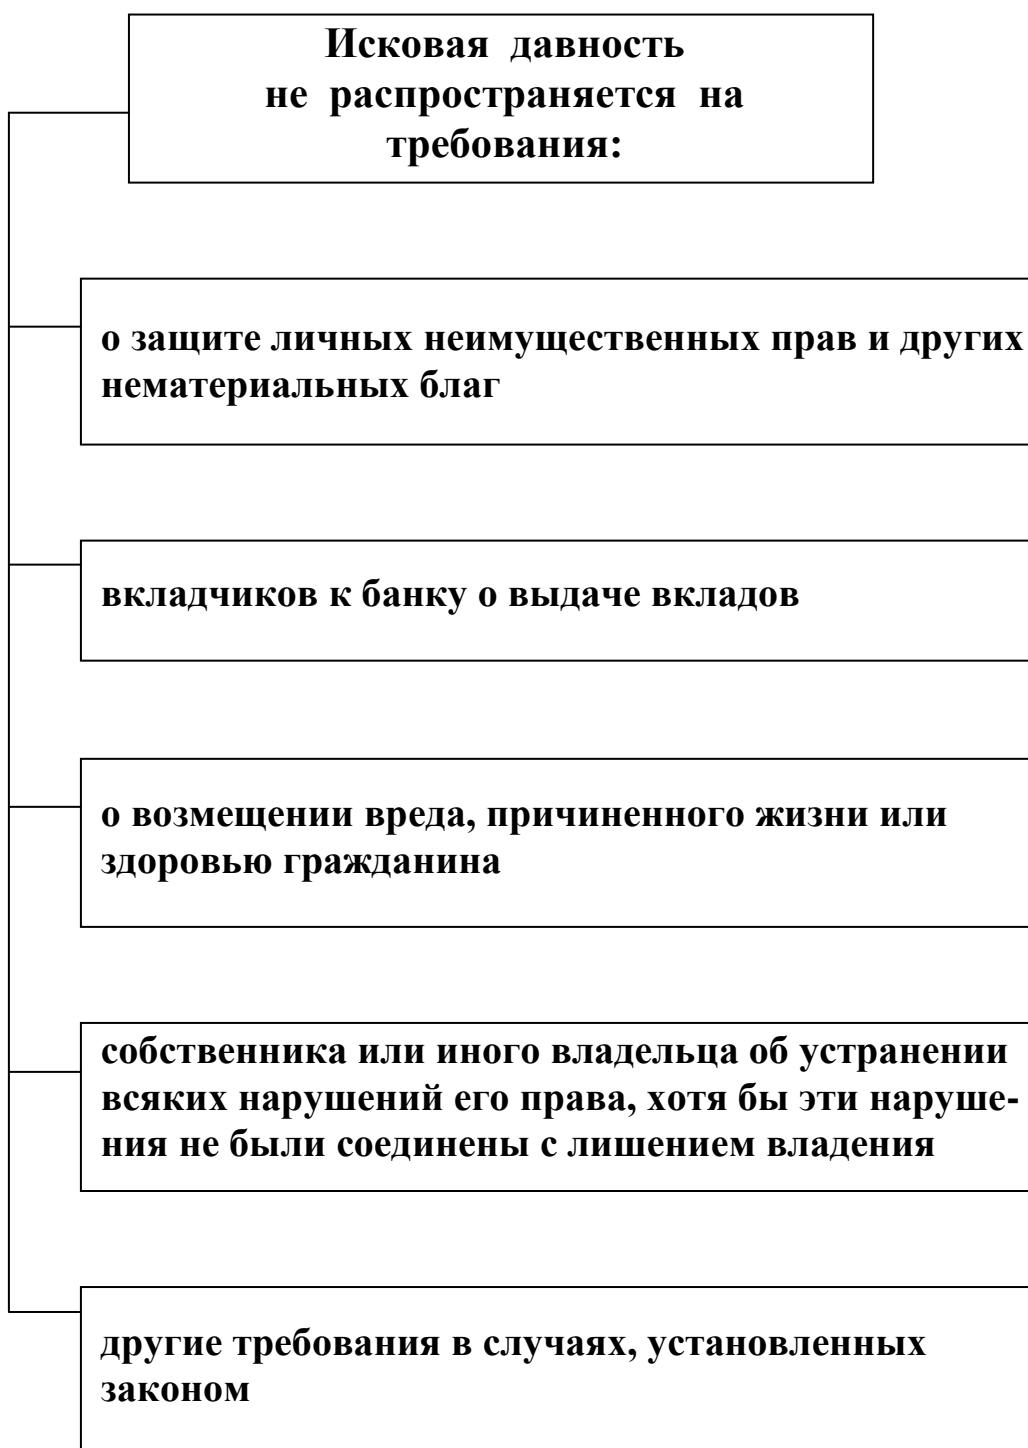 Исковая давность
не распространяется на
требования:
о защите личных неимущественных прав и других
нематериальных благ
вкладчиков к банку о выдаче вкладов
о возмещении вреда, причиненного жизни или
здоровью гражданина
собственника или иного владельца об устранении
всяких нарушений его права, хотя бы эти наруше-
ния не были соединены с лишением владения
другие требования в случаях, установленных
законом